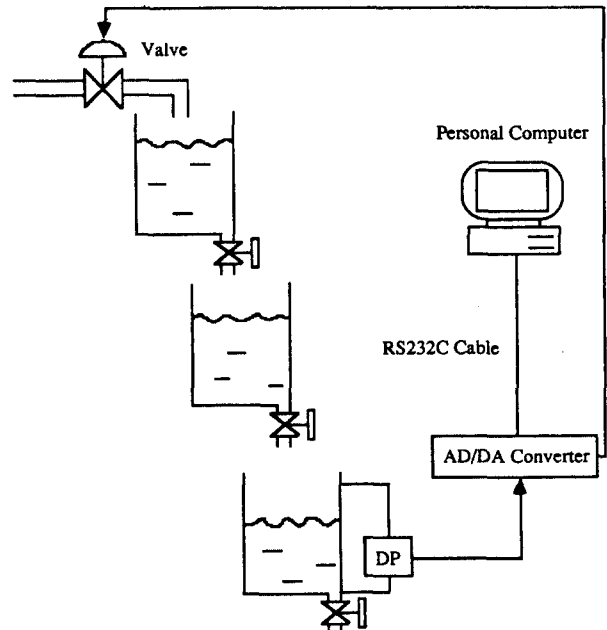 Valve
Personal Computer
RS232C Cable
AD/DA Converter
DP